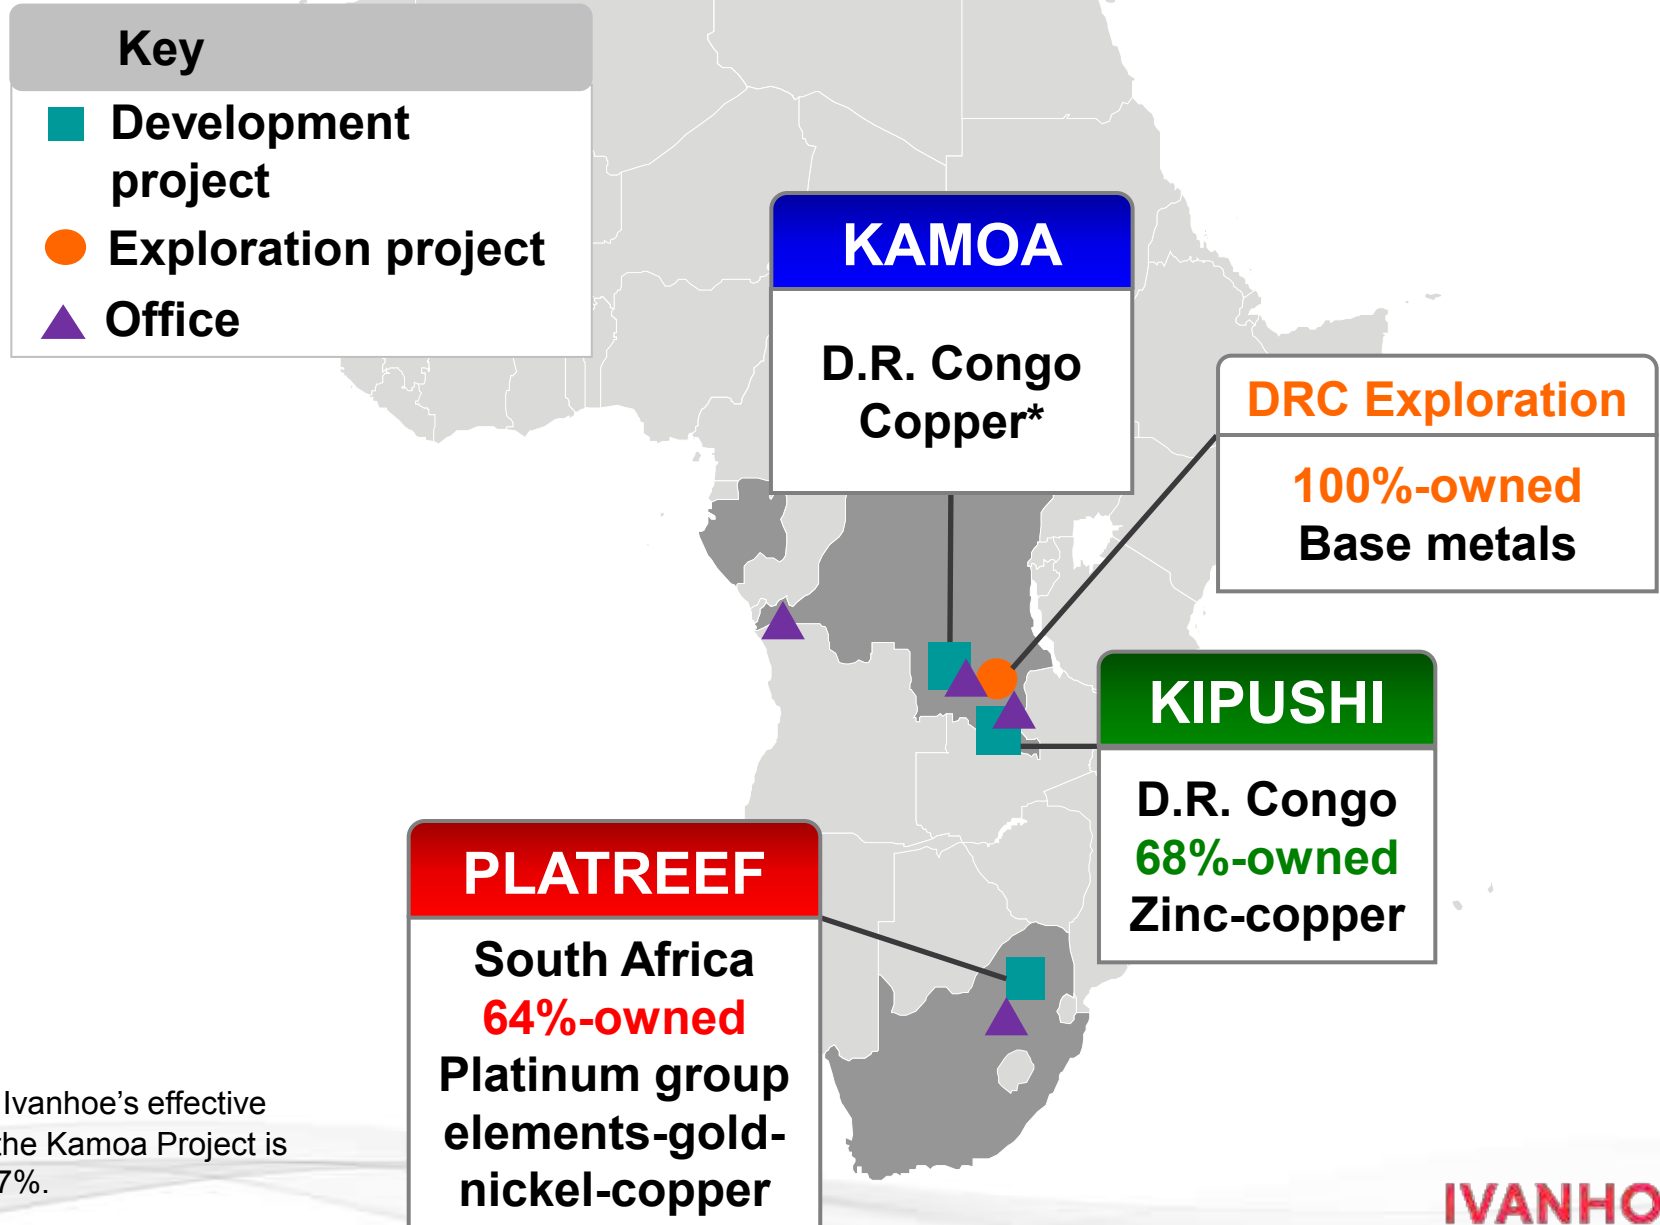 Key
Development
project
Exploration project
Office
KAMOA
D.R. Congo
Copper*
DRC Exploration
100%-owned
Base metals
KIPUSHI
D.R. Congo
68%-owned
Zinc-copper
PLATREEF
South Africa
64%-owned
Platinum group
elements-gold-
nickel-copper
Ivanhoe's effective
the Kamoa Project is
7%.
IVANHO